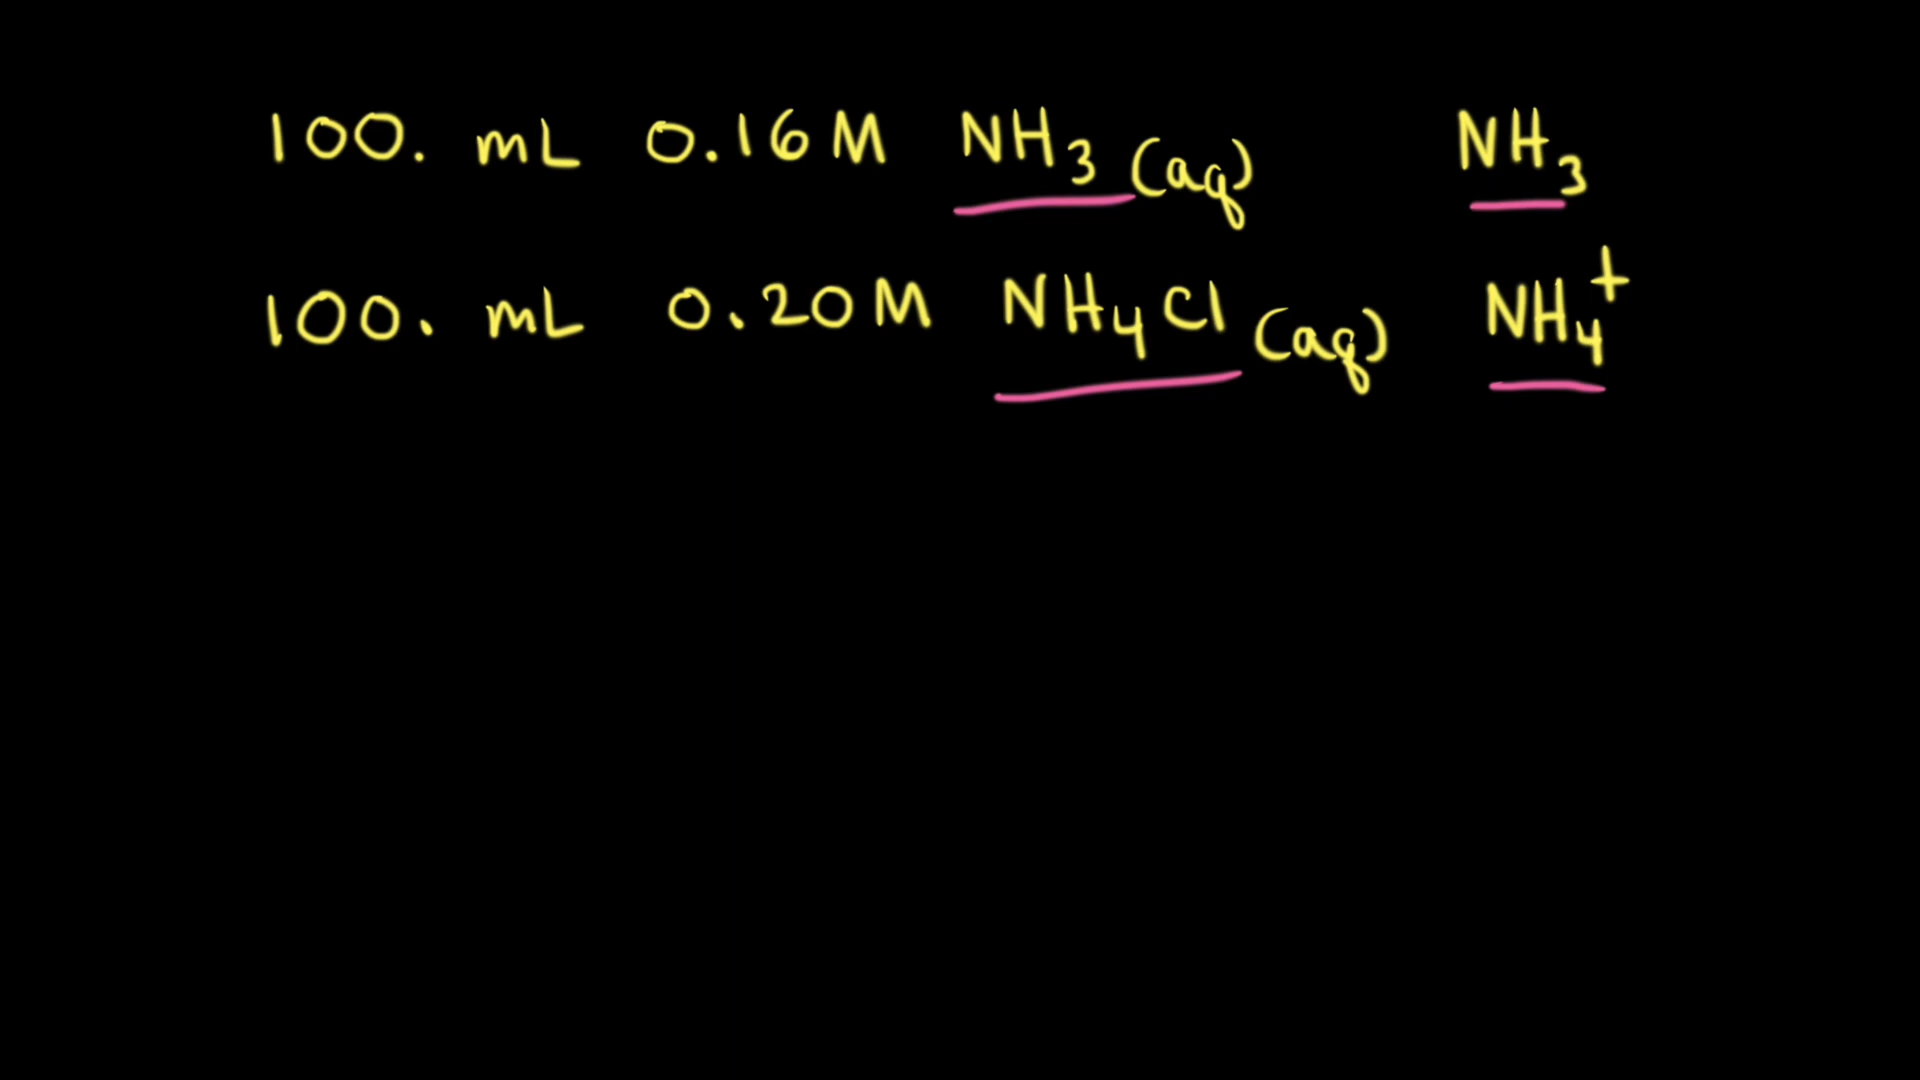 100. mL 0.16 M NH₃ (aq) NH₃
100. mL 0.20 M NH₄Cl (aq) NH₄⁺